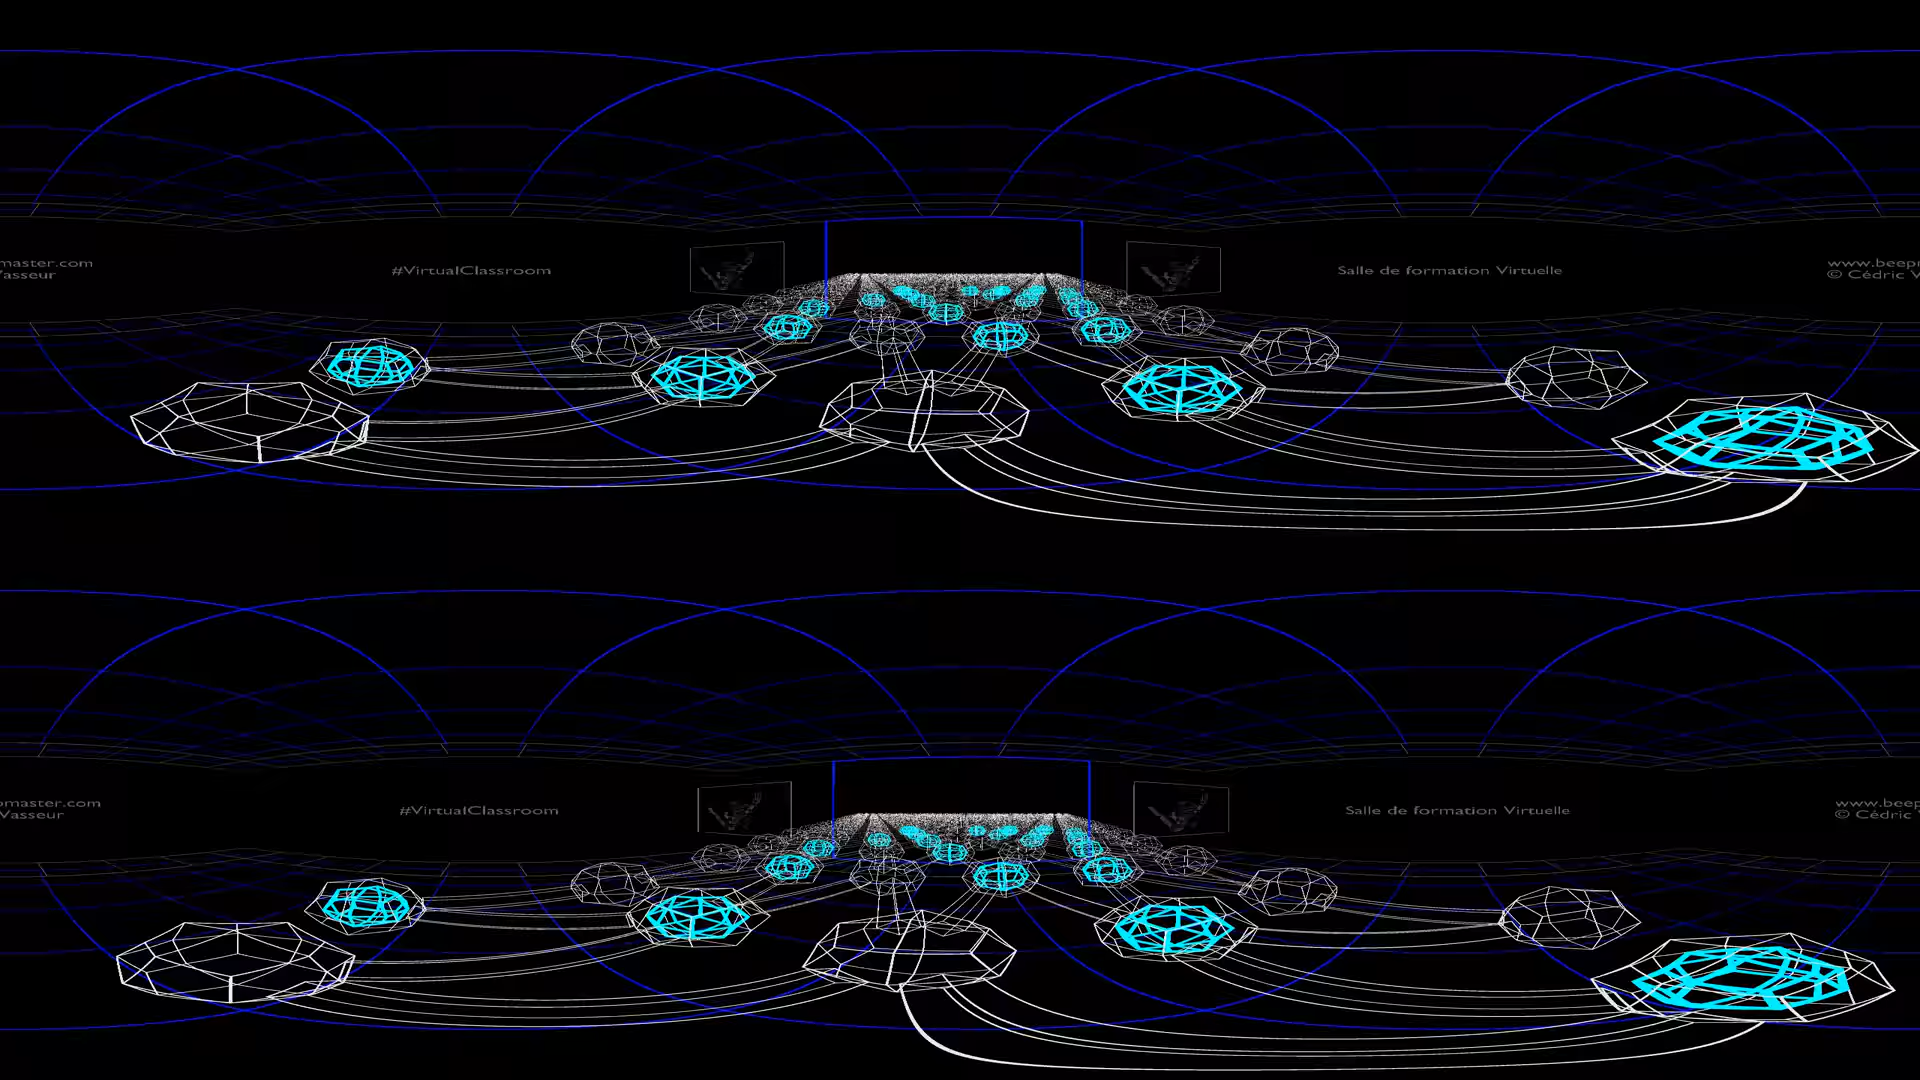 master.com
Vasseur
#VirtualClassroom
Salle de formation Virtuelle
www.beep
© Cédric V
omaster.com
Vasseur
#VirtualClassroom
Salle de formation Virtuelle
www.beep
© Cédric V